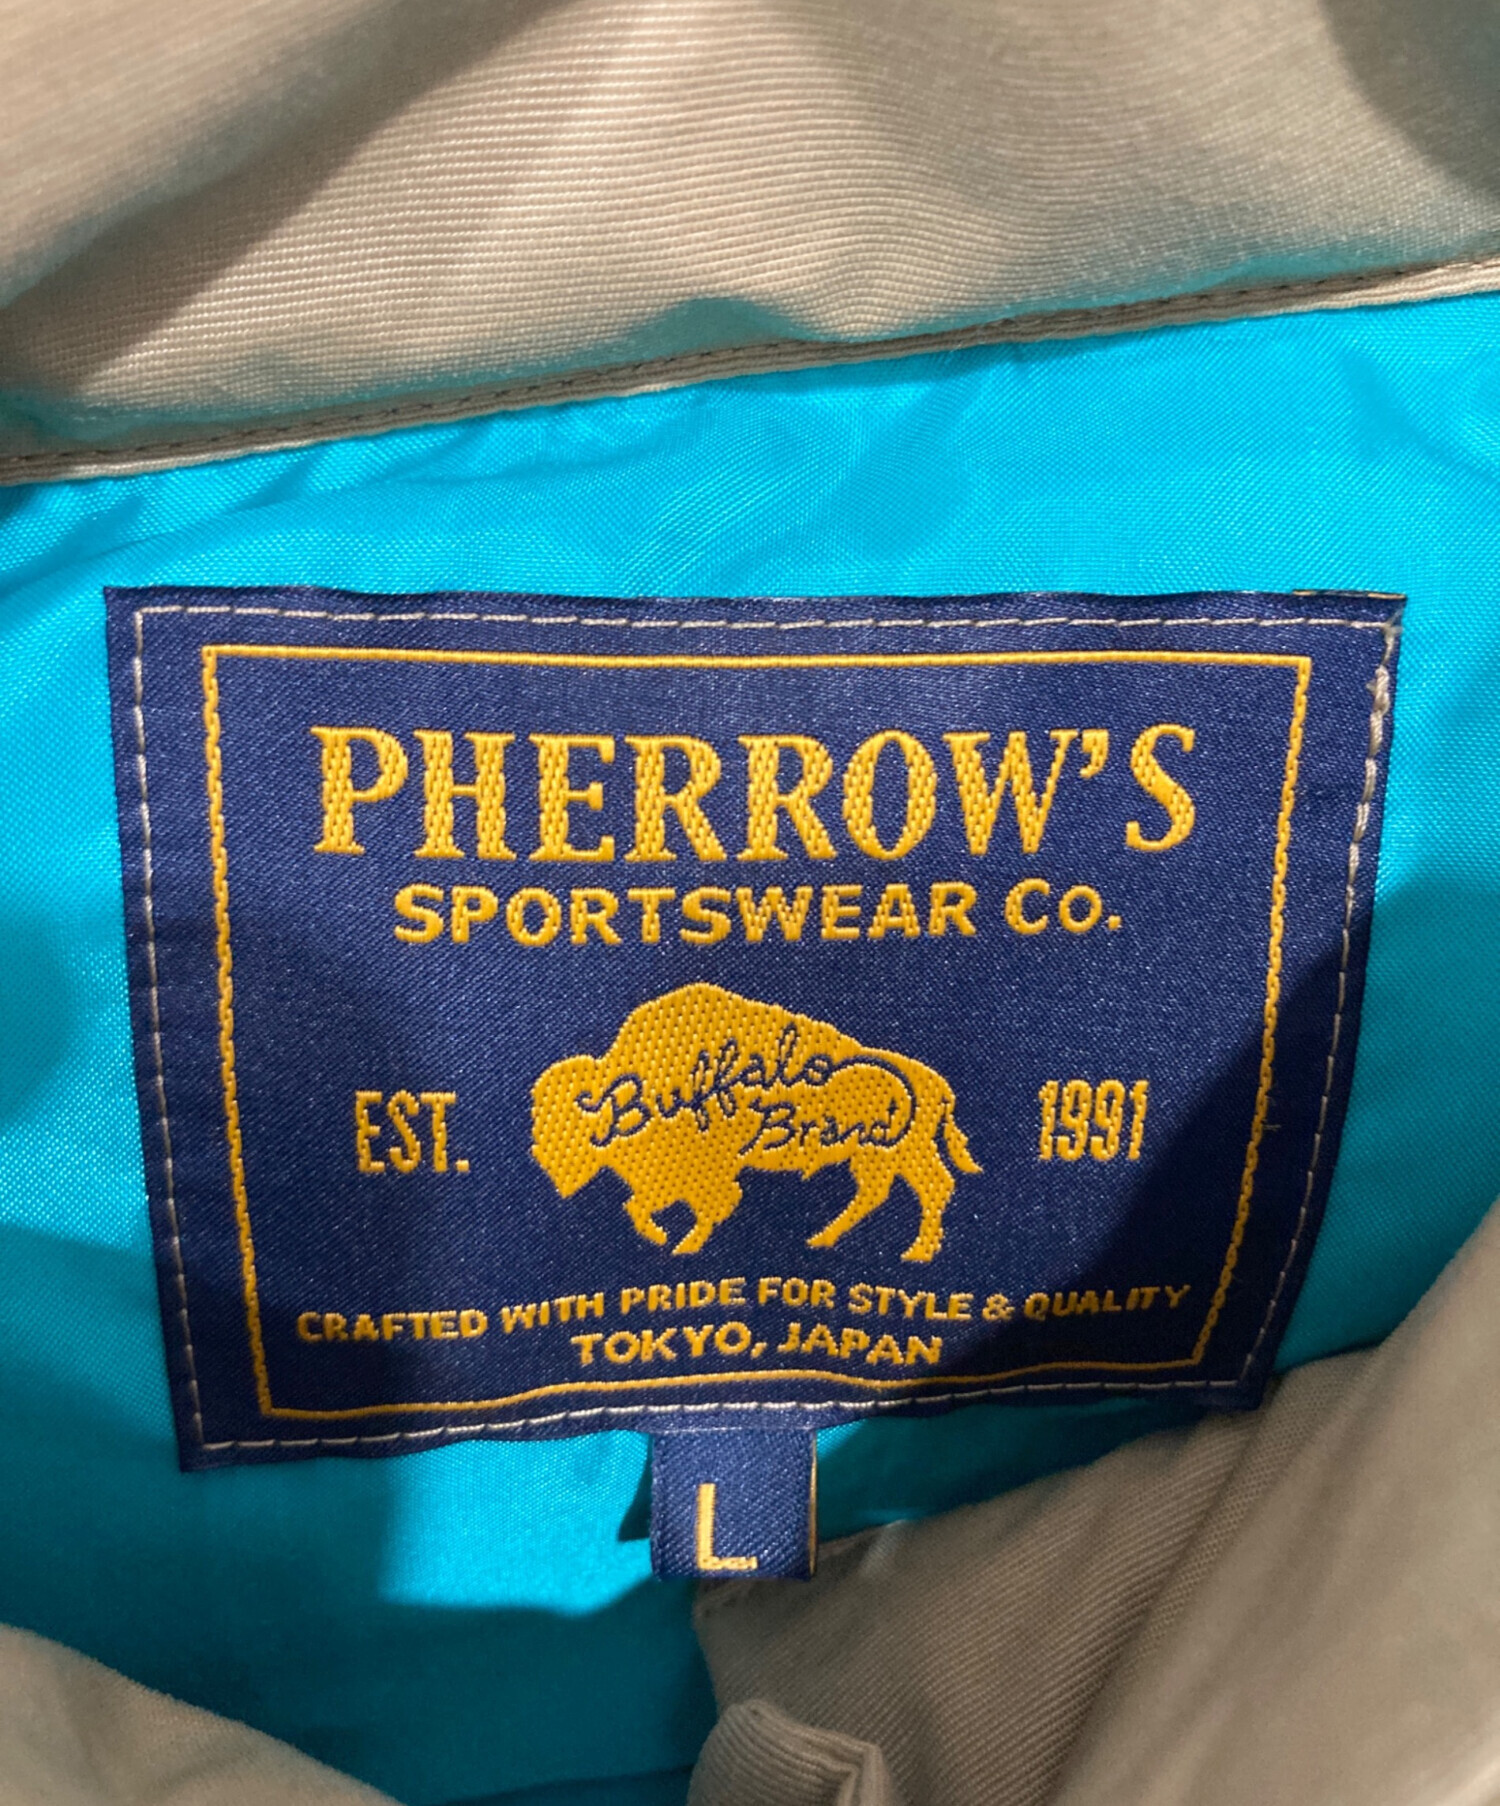 PHERROW'S
SPORTSWEAR Co.
EST. Buffalo Brand 1991
CRAFTED WITH PRIDE FOR STYLE & QUALITY
TOKYO, JAPAN
L